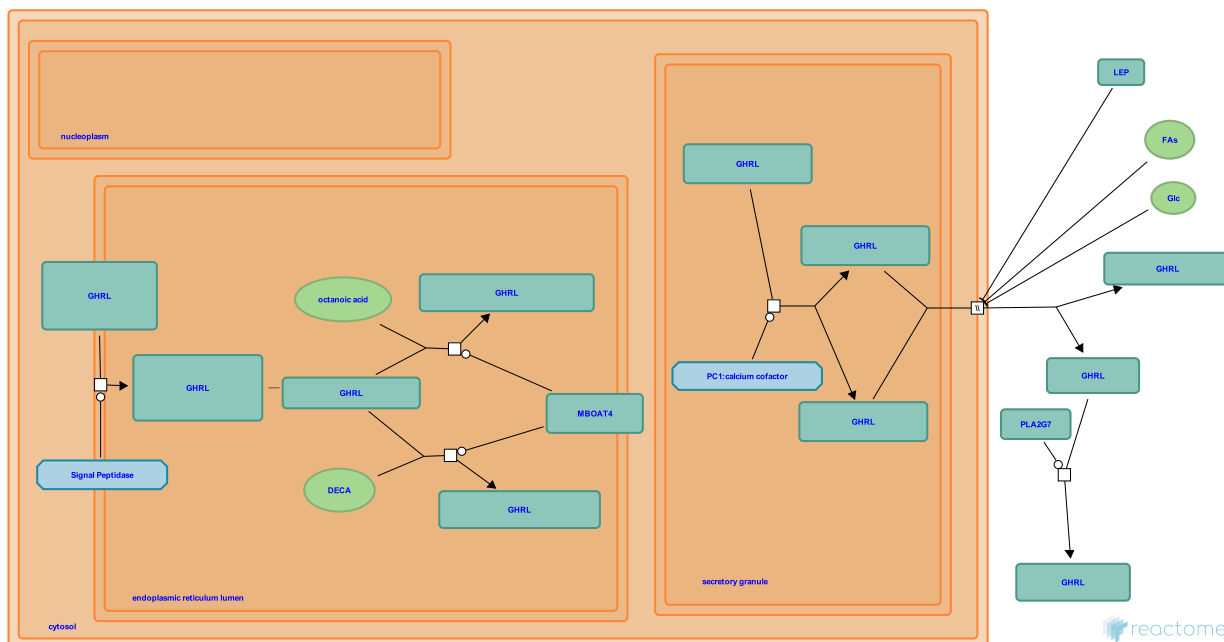 nucleoplasm
GHRL
GHRL
Signal Peptidase
octanoic acid
GHRL
GHRL
MBOAT4
DECA
GHRL
endoplasmic reticulum lumen
cytosol
GHRL
GHRL
PC1:calcium cofactor
GHRL
secretory granule
LEP
FAs
Glc
GHRL
\\
GHRL
PLA2G7
GHRL
reactome